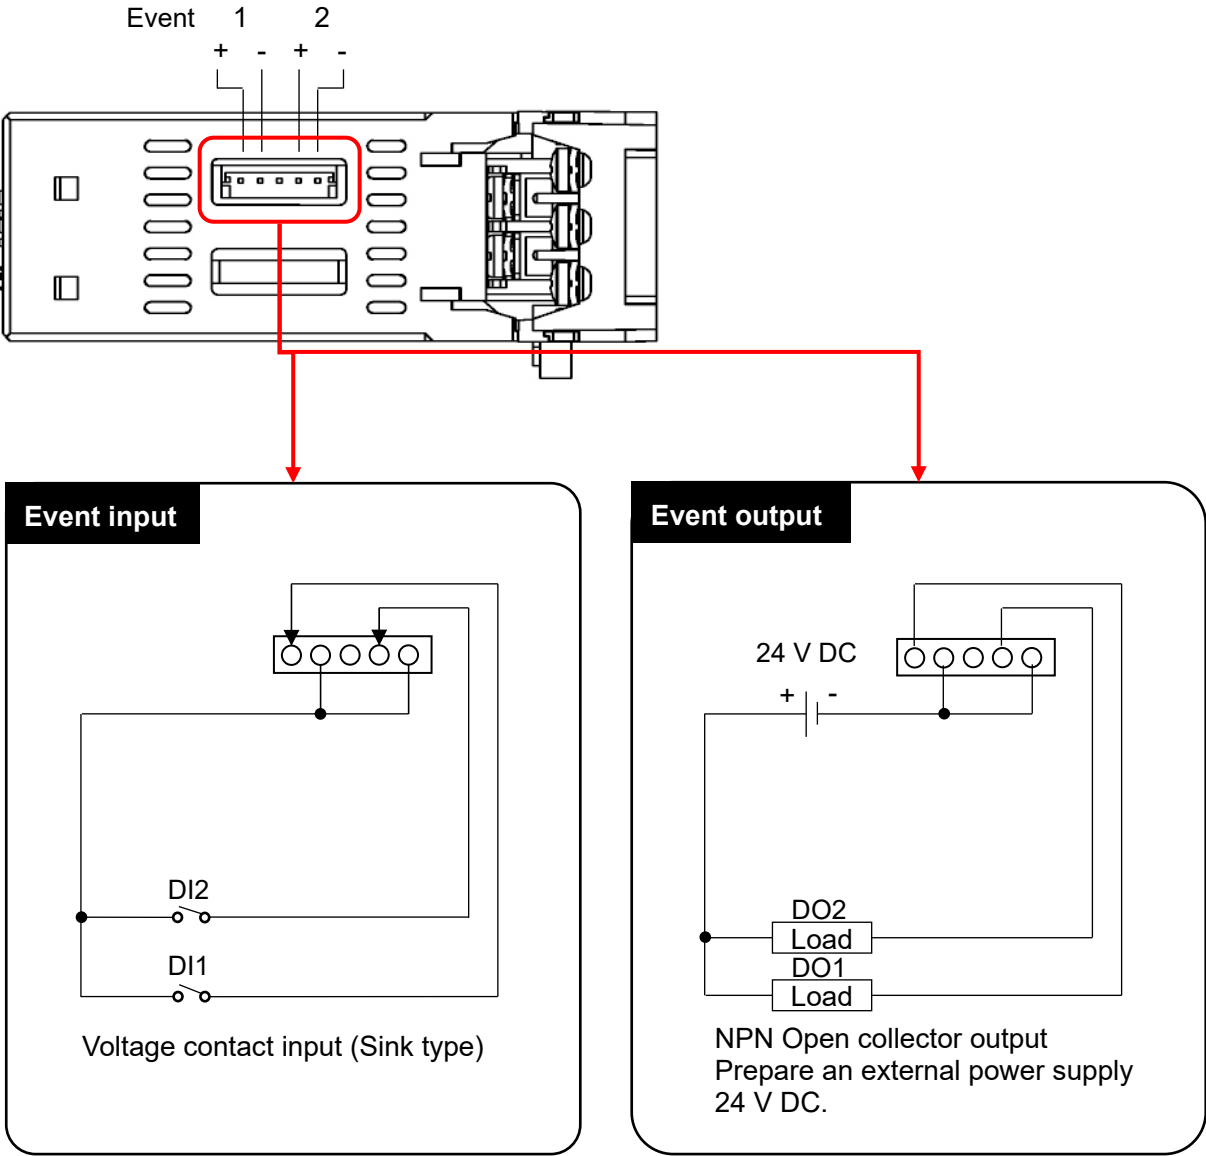 Event 1 2
+ - + -
Event input
Event output
24 V DC
+ -
DI2
DI1
Voltage contact input (Sink type)
DO2
Load
DO1
Load
NPN Open collector output
Prepare an external power supply
24 V DC.